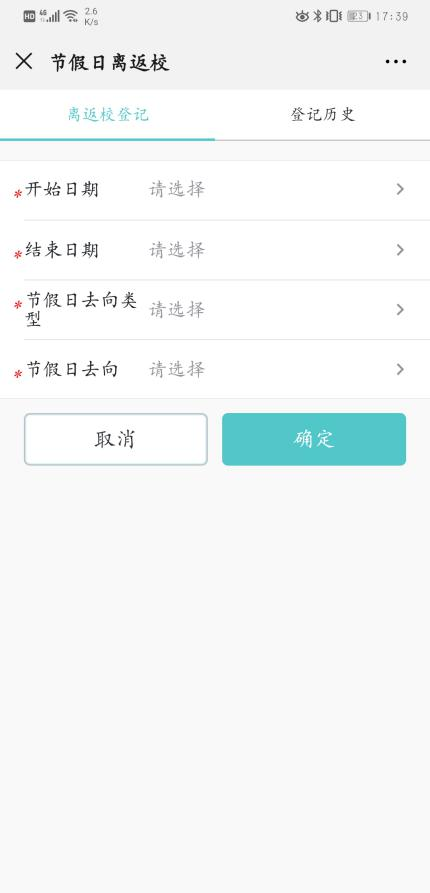 HD 4G 2.6 K/s 23 17:39
节假日离返校
离返校登记 登记历史
*开始日期 请选择
*结束日期 请选择
*节假日去向类型 请选择
*节假日去向 请选择
取消 确定